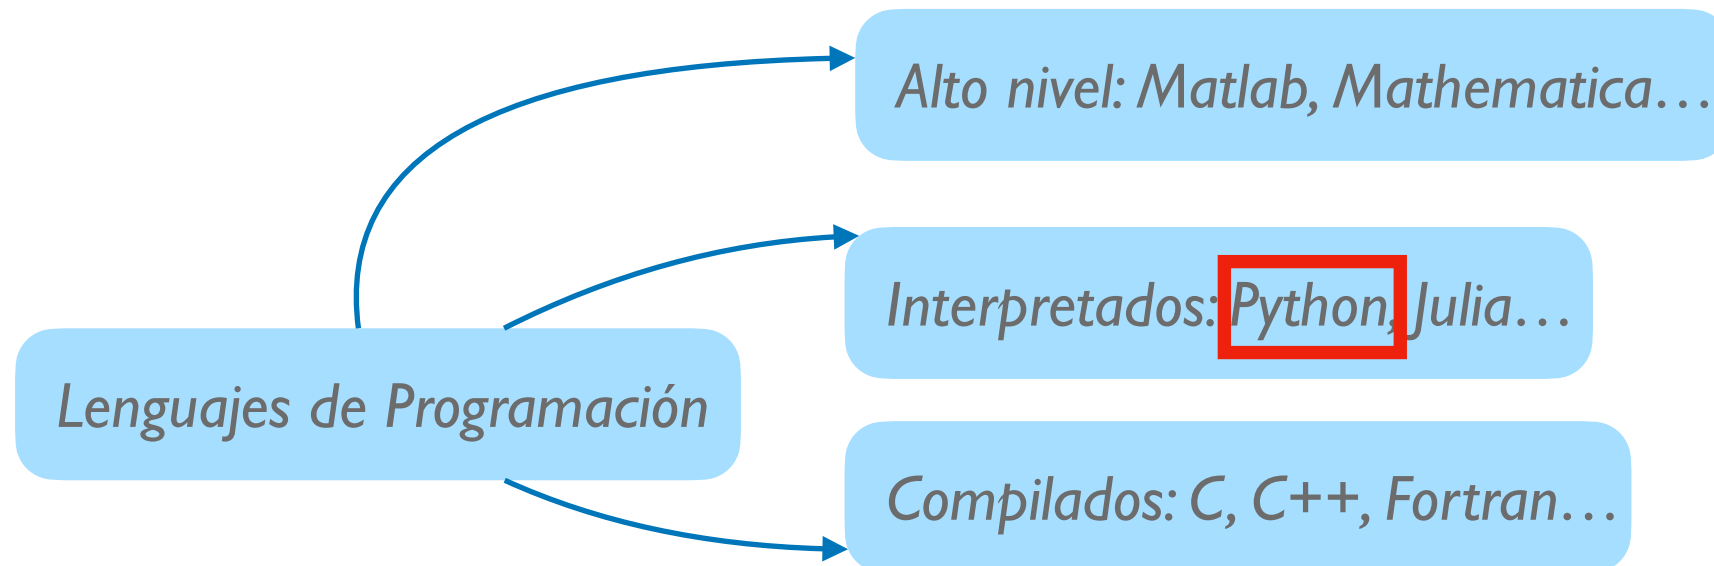 Alto nivel: Matlab, Mathematica…
Interpretados: Python, Julia…
Lenguajes de Programación
Compilados: C, C++, Fortran…